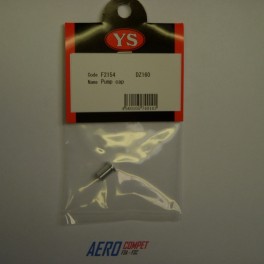 YS
Code F2154 DZ160
Name Pump cap
AERO COMPET